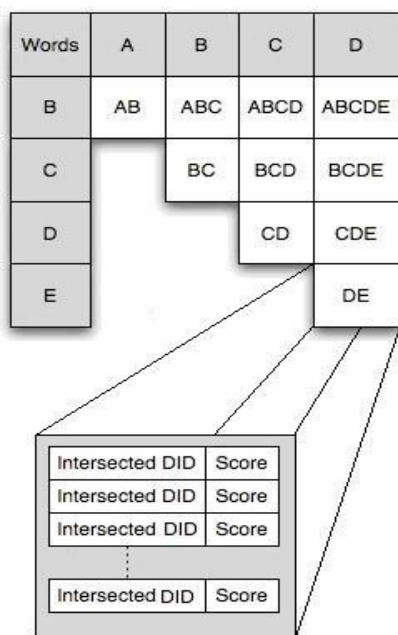 Words A B C D
B AB ABC ABCD ABCDE
C BC BCD BCDE
D CD CDE
E DE
Intersected DID Score
Intersected DID Score
Intersected DID Score
Intersected DID Score